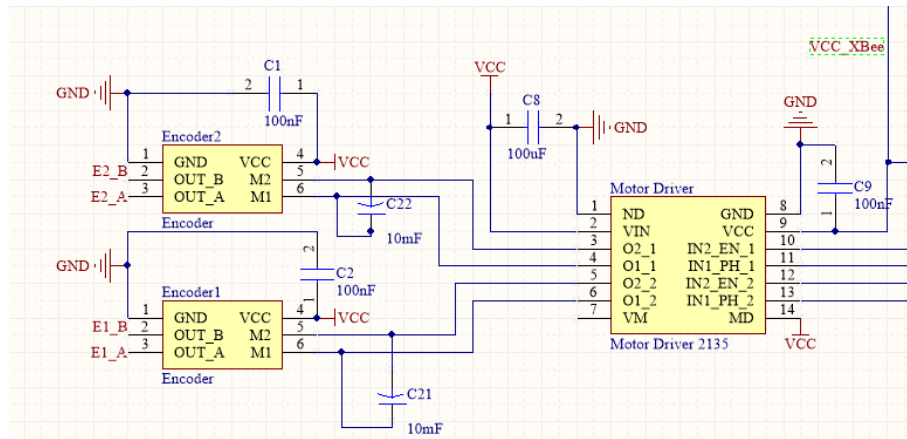 VCC_XBee
C1
GND
2
1
100nF
Encoder2
1 GND VCC 4 VCC
E2_B 2 OUT_B M2 5
E2_A 3 OUT_A M1 6
C22
10mF
GND
2
C2
1
100nF
Encoder1
1 GND VCC 4 VCC
E1_B 2 OUT_B M2 5
E1_A 3 OUT_A M1 6
Encoder
Encoder
C21
10mF
VCC
C8
1
2
GND
100uF
GND
2
C9
100nF
1
Motor Driver
1 ND GND 8
2 VIN VCC 9
3 O2_1 IN2_EN_1 10
4 O1_1 IN1_PH_1 11
5 O2_2 IN2_EN_2 12
6 O1_2 IN1_PH_2 13
7 VM MD 14
Motor Driver 2135
VCC